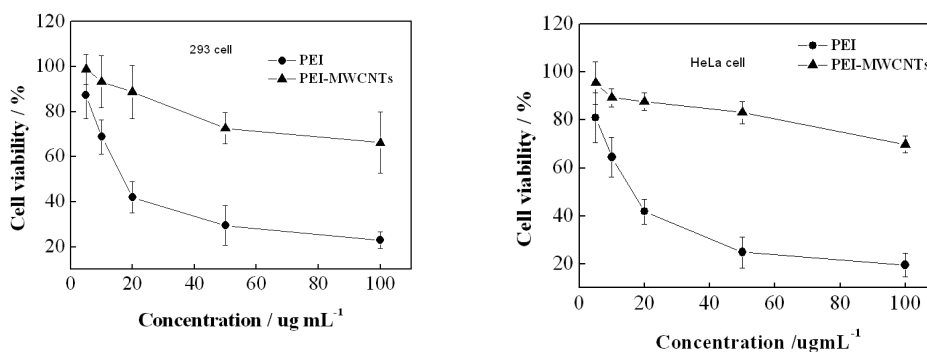 120
100
80
60
40
20
Cell viability / %
293 cell
PEI
PEI-MWCNTs
0 20 40 60 80 100
Concentration / ug mL-1
120
100
80
60
40
20
Cell viability / %
HeLa cell
PEI
PEI-MWCNTs
0 20 40 60 80 100
Concentration /ugmL-1